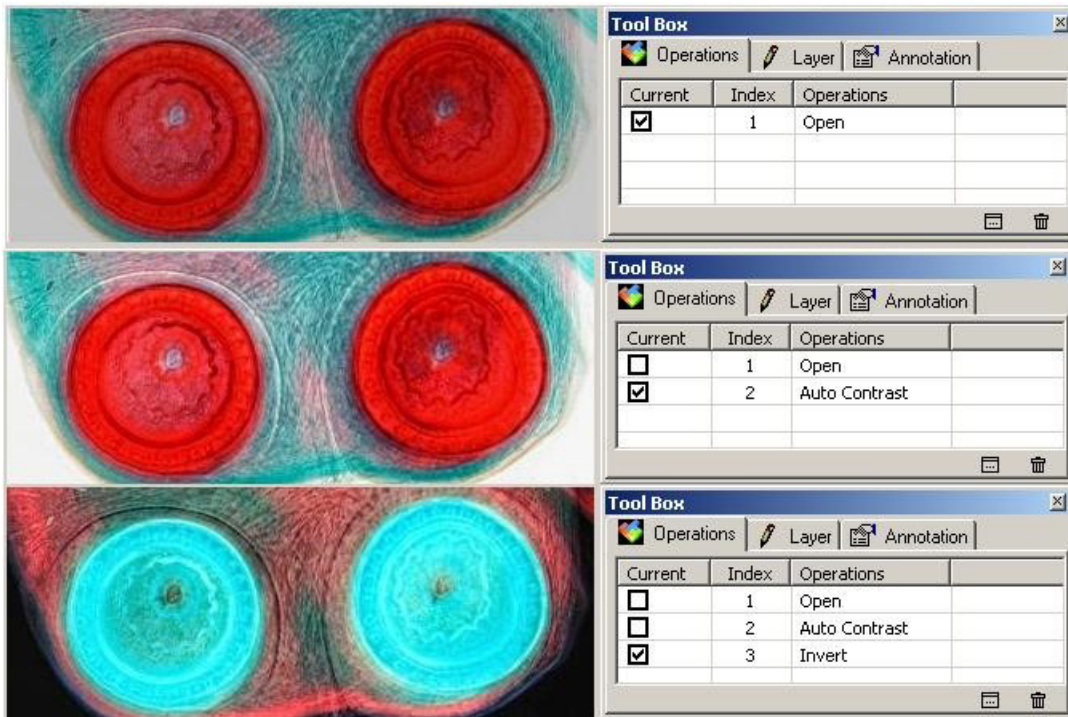 Tool Box
Operations Layer Annotation
Current Index Operations
1 Open
Tool Box
Operations Layer Annotation
Current Index Operations
1 Open
2 Auto Contrast
Tool Box
Operations Layer Annotation
Current Index Operations
1 Open
2 Auto Contrast
3 Invert